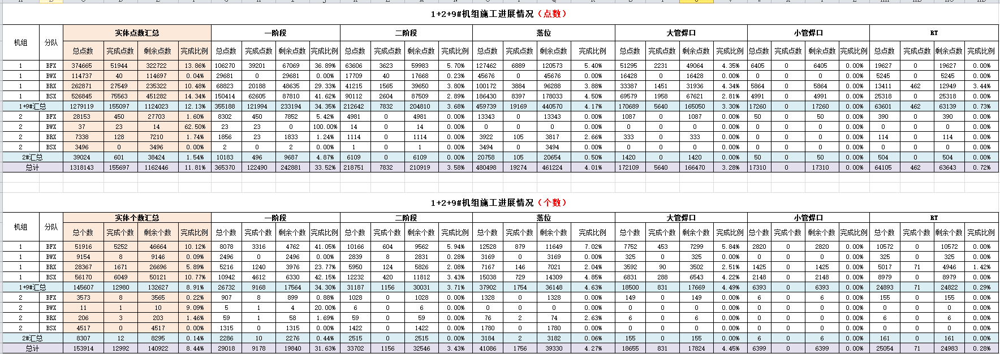 1+2+9#机组施工进展情况（点数）
机组 分队 实体点数汇总 一阶段 二阶段 落位 大管焊口 小管焊口 RT
总点数 完成点数 剩余点数 完成比例 总点数 完成点数 剩余点数 完成比例 总点数 完成点数 剩余点数 完成比例 总点数 完成点数 剩余点数 完成比例 总点数 完成点数 剩余点数 完成比例 总点数 完成点数 剩余点数 完成比例 总点数 完成点数 剩余点数 完成比例
1 BFX 374665 51944 322722 13.86% 106270 39201 67069 36.89% 63606 3623 59983 5.70% 127462 6889 120573 5.40% 51295 2231 49064 4.35% 6405 0 6405 0.00% 19627 0 19627 0.00%
1 BWX 114737 40 114697 0.04% 29681 0 29681 0.00% 17709 40 17668 0.23% 45676 0 45676 0.00% 16428 0 16428 0.00% 0 0 0 0.00% 5245 0 5245 0.00%
1 BRX 262871 27549 235322 10.48% 68823 20188 48635 29.33% 41215 1565 39650 3.80% 100172 3884 96288 3.88% 33387 1451 31936 4.34% 5864 0 5864 0.00% 13411 462 12949 3.44%
1 BSX 526845 75563 451282 14.34% 150414 62605 87810 41.62% 90112 2604 87509 2.89% 186430 8397 178033 4.50% 69579 1958 67621 2.81% 4991 0 4991 0.00% 25318 0 25318 0.00%
1+9#汇总 1279119 155097 1124023 12.13% 355188 121994 233194 34.35% 212642 7832 204810 3.68% 459739 19169 440570 4.17% 170689 5640 165050 3.30% 17260 0 17260 0.00% 63601 462 63139 0.73%
2 BFX 28153 450 27703 1.60% 8302 450 7852 5.42% 4981 0 4981 0.00% 13343 0 13343 0.00% 1087 0 1087 0.00% 50 0 50 0.00% 390 0 390 0.00%
2 BWX 37 23 14 62.50% 23 23 0 100.00% 14 0 14 0.00% 0 0 0 0.00% 0 0 0 0.00% 0 0 0 0.00% 0 0 0 0.00%
2 BRX 7338 128 7210 1.74% 1856 23 1833 1.24% 1114 0 1114 0.00% 3922 105 3817 2.66% 333 0 333 0.00% 0 0 0 0.00% 114 0 114 0.00%
2 BSX 3496 0 3496 0.00% 2 0 2 0.00% 1 0 1 0.00% 3494 0 3494 0.00% 0 0 0 0.00% 0 0 0 0.00% 0 0 0 0.00%
2#汇总 39024 601 38424 1.54% 10183 496 9687 4.87% 6109 0 6109 0.00% 20758 105 20654 0.50% 1420 0 1420 0.00% 50 0 50 0.00% 504 0 504 0.00%
总计 1318143 155697 1162446 11.81% 365370 122490 242881 33.52% 218751 7832 210919 3.58% 480498 19274 461224 4.01% 172109 5640 166470 3.28% 17310 0 17310 0.00% 64105 462 63643 0.72%
1+2+9#机组施工进展情况（个数）
机组 分队 实体个数汇总 一阶段 二阶段 落位 大管焊口 小管焊口 RT
总个数 完成个数 剩余个数 完成比例 总个数 完成个数 剩余个数 完成比例 总个数 完成个数 剩余个数 完成比例 总个数 完成个数 剩余个数 完成比例 总个数 完成个数 剩余个数 完成比例 总个数 完成个数 剩余个数 完成比例 总个数 完成个数 剩余个数 完成比例
1 BFX 51916 5252 46664 10.12% 8078 3316 4762 41.05% 10166 604 9562 5.94% 12528 879 11649 7.02% 7752 453 7299 5.84% 2820 0 2820 0.00% 10572 0 10572 0.00%
1 BWX 9154 8 9146 0.09% 2496 0 2496 0.00% 2839 8 2831 0.28% 3169 0 3169 0.00% 325 0 325 0.00% 0 0 0 0.00% 325 0 325 0.00%
1 BRX 28367 1671 26696 5.89% 5216 1240 3976 23.77% 5950 124 5826 2.08% 7167 146 7021 2.04% 3592 90 3502 2.51% 1425 0 1425 0.00% 5017 71 4946 1.42%
1 BSX 56170 6049 50121 10.77% 10942 4612 6330 42.15% 12232 420 11812 3.43% 15038 729 14309 4.85% 6831 288 6543 4.22% 2148 0 2148 0.00% 8979 0 8979 0.00%
1+9#汇总 145607 12980 132627 8.91% 26732 9168 17564 34.30% 31187 1156 30031 3.71% 37902 1754 36148 4.63% 18500 831 17669 4.49% 6393 0 6393 0.00% 24893 71 24822 0.29%
2 BFX 3573 8 3565 0.22% 907 8 899 0.88% 1028 0 1028 0.00% 1328 0 1328 0.00% 149 0 149 0.00% 6 0 6 0.00% 155 0 155 0.00%
2 BWX 11 1 10 9.09% 5 1 4 20.00% 6 0 6 0.00% 0 0 0 0.00% 0 0 0 0.00% 0 0 0 0.00% 0 0 0 0.00%
2 BRX 206 3 203 1.46% 59 1 58 1.69% 59 0 59 0.00% 76 2 74 2.63% 6 0 6 0.00% 0 0 0 0.00% 6 0 6 0.00%
2 BSX 4517 0 4517 0.00% 1315 0 1315 0.00% 1422 0 1422 0.00% 1780 0 1780 0.00% 0 0 0 0.00% 0 0 0 0.00% 0 0 0 0.00%
2#汇总 8307 12 8295 0.14% 2286 10 2276 0.44% 2515 0 2515 0.00% 3184 2 3182 0.06% 155 0 155 0.00% 6 0 6 0.00% 161 0 161 0.00%
总计 153914 12992 140922 8.44% 29018 9178 19840 31.63% 33702 1156 32546 3.43% 41086 1756 39330 4.27% 18655 831 17824 4.45% 6399 0 6399 0.00% 25054 71 24983 0.28%